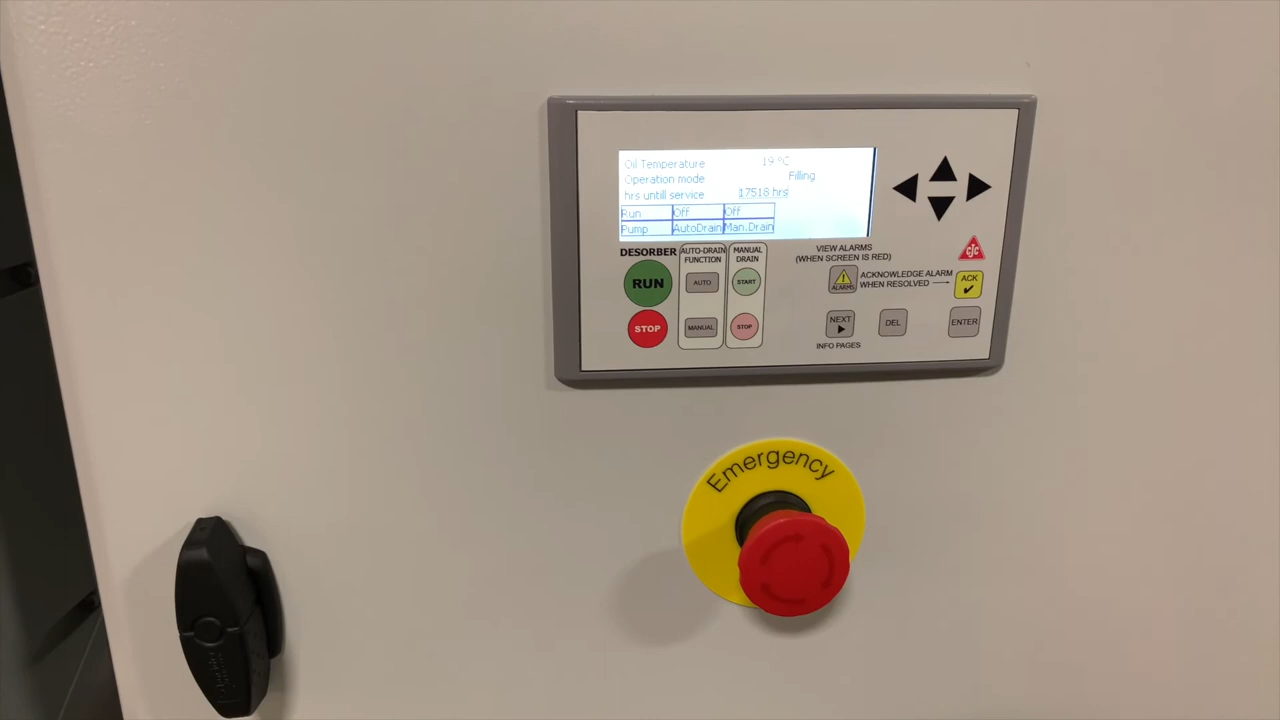 Oil Temperature 19 °C
Operation mode Filling
hrs untill service 17518 hrs
Run Off Off
Pump AutoDrain Man.Drain
DESORBER
RUN
STOP
AUTO-DRAIN
FUNCTION
AUTO
MANUAL
MANUAL
DRAIN
START
STOP
VIEW ALARMS
(WHEN SCREEN IS RED)
ALARMS
ACKNOWLEDGE ALARM
WHEN RESOLVED
CJC
ACK
NEXT
INFO PAGES
DEL
ENTER
Emergency